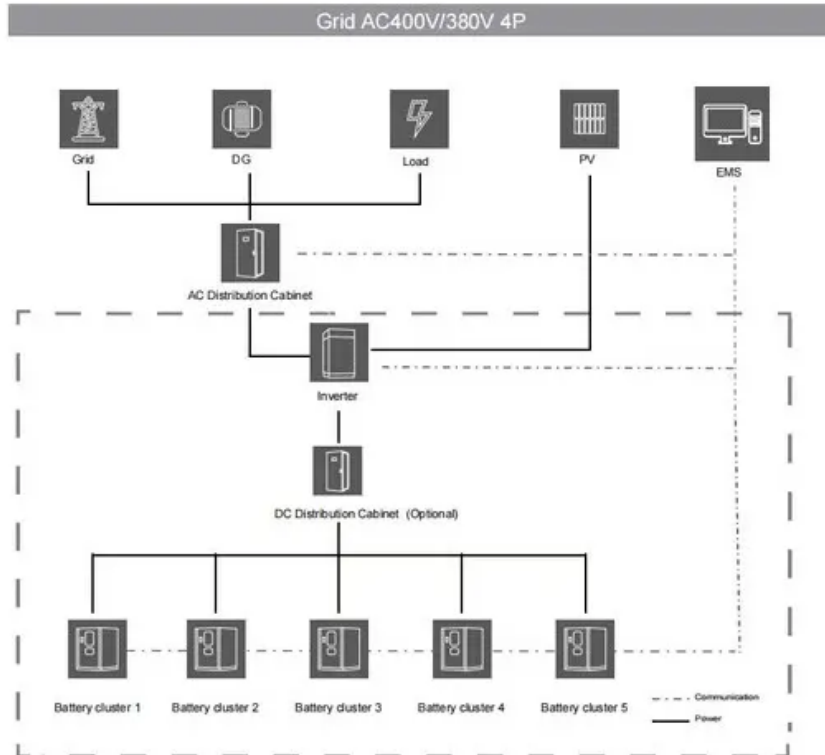 Grid AC400V/380V 4P
Grid
DG
Load
PV
EMS
AC Distribution Cabinet
Inverter
DC Distribution Cabinet (Optional)
Battery cluster 1
Battery cluster 2
Battery cluster 3
Battery cluster 4
Battery cluster 5
Communication
Power